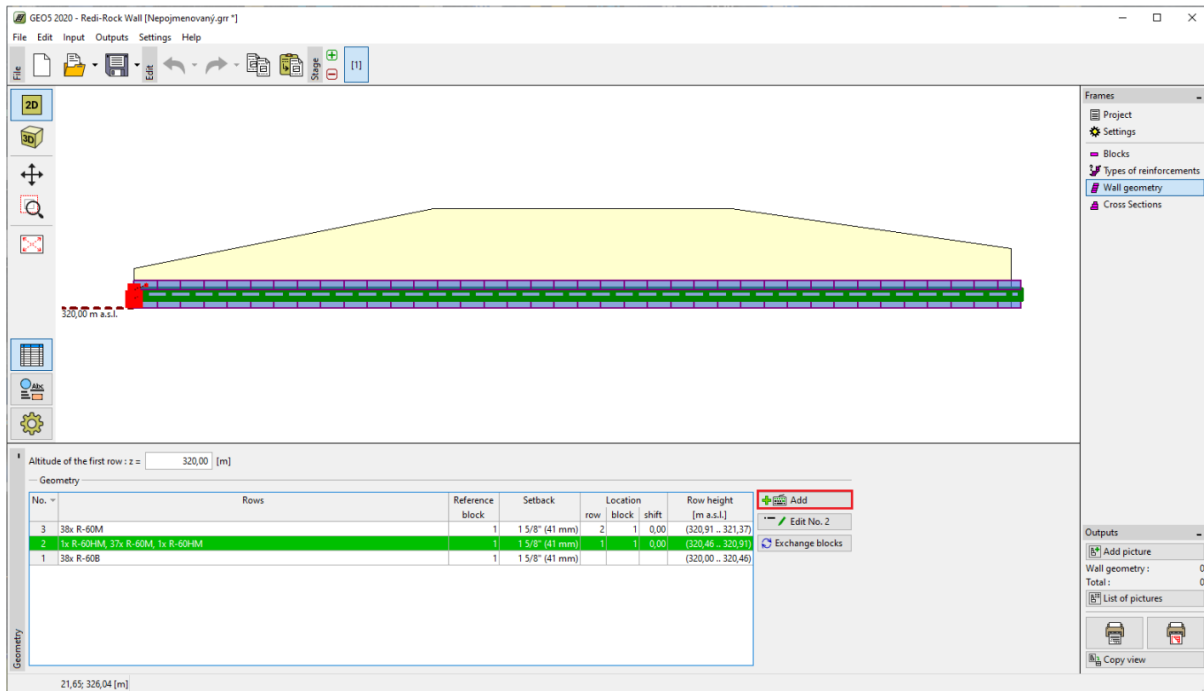 GEO5 2020 - Redi-Rock Wall [Nepojmenovaný.grr *]
File Edit Input Outputs Settings Help
File
Edit
Stage
[1]
2D
3D
320,00 m a.s.l.
Abc
Frames
Project
Settings
Blocks
Types of reinforcements
Wall geometry
Cross Sections
Altitude of the first row : z = 320,00 [m]
Geometry
No. Rows Reference Setback Location Row height
block row block shift [m a.s.l.]
3 38x R-60M 1 1 5/8" (41 mm) 2 1 0,00 (320,91 .. 321,37)
2 1x R-60HM, 37x R-60M, 1x R-60HM 1 1 5/8" (41 mm) 1 1 0,00 (320,46 .. 320,91)
1 38x R-60B 1 1 5/8" (41 mm) (320,00 .. 320,46)
Add
Edit No. 2
Exchange blocks
Geometry
Outputs
Add picture
Wall geometry : 0
Total : 0
List of pictures
Copy view
21,65; 326,04 [m]